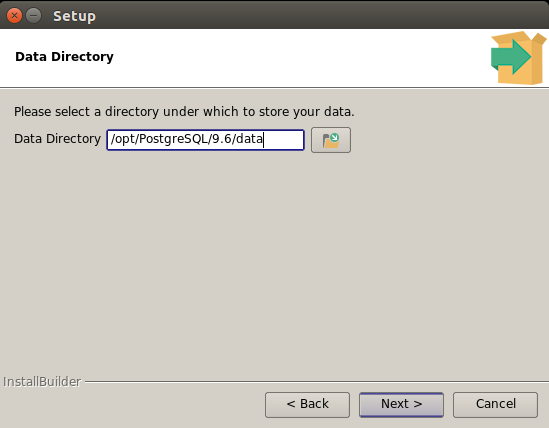 Setup
Data Directory
Please select a directory under which to store your data.
Data Directory /opt/PostgreSQL/9.6/data
InstallBuilder
< Back Next > Cancel